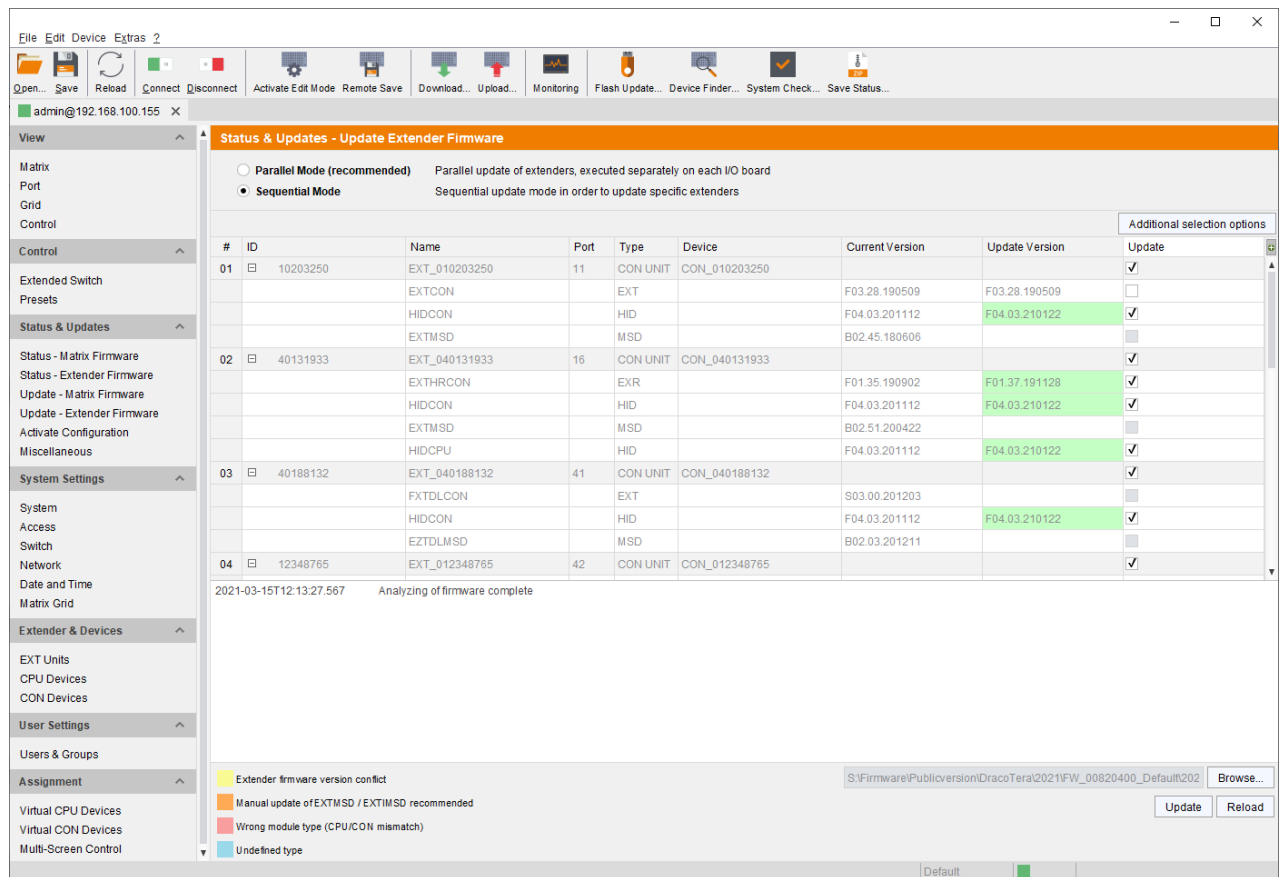 File Edit Device Extras ?
Open... Save Reload Connect Disconnect Activate Edit Mode Remote Save Download... Upload... Monitoring Flash Update... Device Finder... System Check... ZIP Save Status...
admin@192.168.100.155
View
Matrix
Port
Grid
Control
Control
Extended Switch
Presets
Status & Updates
Status - Matrix Firmware
Status - Extender Firmware
Update - Matrix Firmware
Update - Extender Firmware
Activate Configuration
Miscellaneous
System Settings
System
Access
Switch
Network
Date and Time
Matrix Grid
Extender & Devices
EXT Units
CPU Devices
CON Devices
User Settings
Users & Groups
Assignment
Virtual CPU Devices
Virtual CON Devices
Multi-Screen Control
Status & Updates - Update Extender Firmware
Parallel Mode (recommended) Parallel update of extenders, executed separately on each I/O board
Sequential Mode Sequential update mode in order to update specific extenders
Additional selection options
# ID Name Port Type Device Current Version Update Version Update
01 10203250 EXT_010203250 11 CON UNIT CON_010203250
EXTCON EXT F03.28.190509 F03.28.190509
HIDCON HID F04.03.201112 F04.03.210122
EXTMSD MSD B02.45.180606
02 40131933 EXT_040131933 16 CON UNIT CON_040131933
EXTHRCON EXR F01.35.190902 F01.37.191128
HIDCON HID F04.03.201112 F04.03.210122
EXTMSD MSD B02.51.200422
HIDCPU HID F04.03.201112 F04.03.210122
03 40188132 EXT_040188132 41 CON UNIT CON_040188132
FXTDLCON EXT S03.00.201203
HIDCON HID F04.03.201112 F04.03.210122
EZTDLMSD MSD B02.03.201211
04 12348765 EXT_012348765 42 CON UNIT CON_012348765
2021-03-15T12:13:27.567 Analyzing of firmware complete
Extender firmware version conflict
Manual update of EXTMSD / EXTIMSD recommended
Wrong module type (CPU/CON mismatch)
Undefined type
S:\Firmware\Publicversion\DracoTera\2021\FW_00820400_Default\202 Browse...
Update Reload
Default